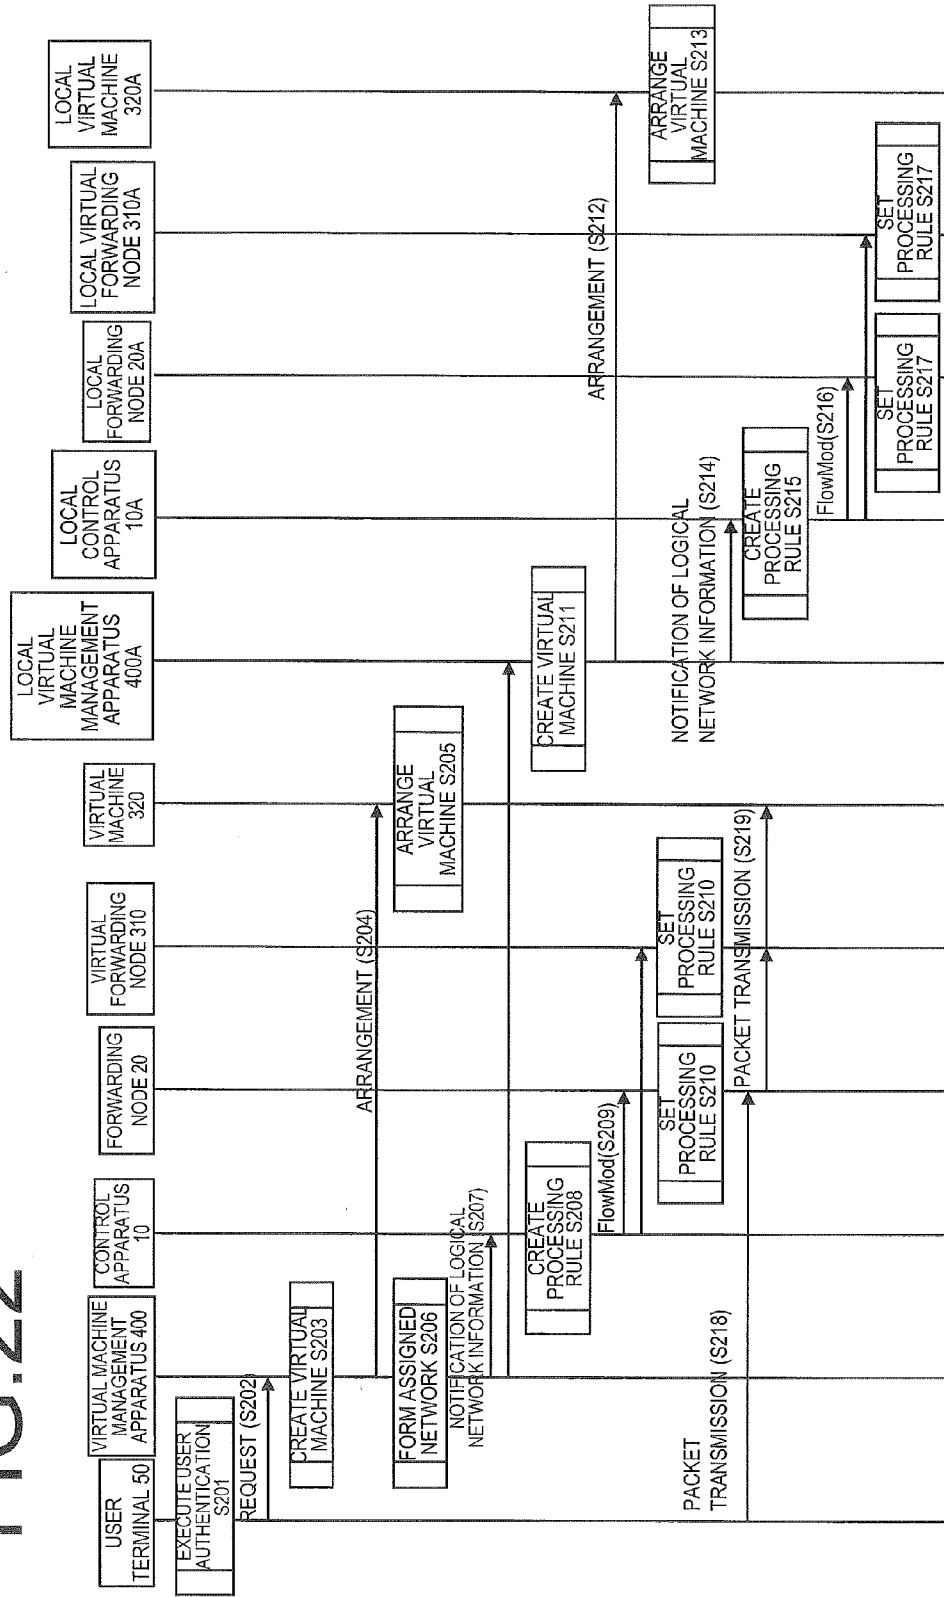 FIG.22
USER
TERMINAL 50
VIRTUAL MACHINE
MANAGEMENT
APPARATUS 400
CONTROL
APPARATUS
10
FORWARDING
NODE 20
VIRTUAL
FORWARDING
NODE 310
VIRTUAL
MACHINE
320
LOCAL
VIRTUAL
MACHINE
MANAGEMENT
APPARATUS
400A
LOCAL
CONTROL
APPARATUS
10A
LOCAL
FORWARDING
NODE 20A
LOCAL VIRTUAL
FORWARDING
NODE 310A
LOCAL
VIRTUAL
MACHINE
320A
EXECUTE USER
AUTHENTICATION
S201
REQUEST (S202)
CREATE VIRTUAL
MACHINE S203
ARRANGEMENT (S204)
ARRANGE
VIRTUAL
MACHINE S205
FORM ASSIGNED
NETWORK S206
NOTIFICATION OF LOGICAL
NETWORK INFORMATION (S207)
CREATE
PROCESSING
RULE S208
FlowMod(S209)
SET
PROCESSING
RULE S210
SET
PROCESSING
RULE S210
CREATE VIRTUAL
MACHINE S211
ARRANGEMENT (S212)
ARRANGE
VIRTUAL
MACHINE S213
NOTIFICATION OF LOGICAL
NETWORK INFORMATION (S214)
CREATE
PROCESSING
RULE S215
FlowMod(S216)
SET
PROCESSING
RULE S217
SET
PROCESSING
RULE S217
PACKET
TRANSMISSION (S218)
PACKET TRANSMISSION (S219)